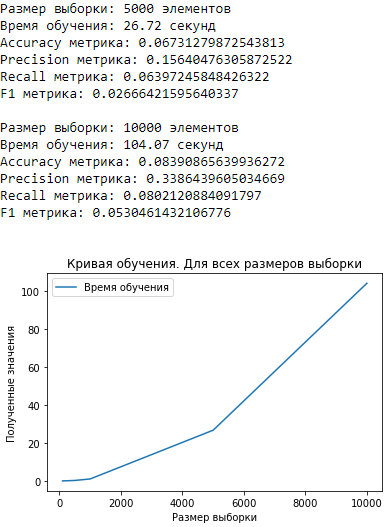 Размер выборки: 5000 элементов
Время обучения: 26.72 секунд
Accuracy метрика: 0.06731279872543813
Precision метрика: 0.15640476305872522
Recall метрика: 0.06397245848426322
F1 метрика: 0.02666421595640337
Размер выборки: 10000 элементов
Время обучения: 104.07 секунд
Accuracy метрика: 0.08390865639936272
Precision метрика: 0.3386439605034669
Recall метрика: 0.0802120884091797
F1 метрика: 0.0530461432106776
Кривая обучения. Для всех размеров выборки
Время обучения
Полученные значения
100
80
60
40
20
0
0 2000 4000 6000 8000 10000
Размер выборки